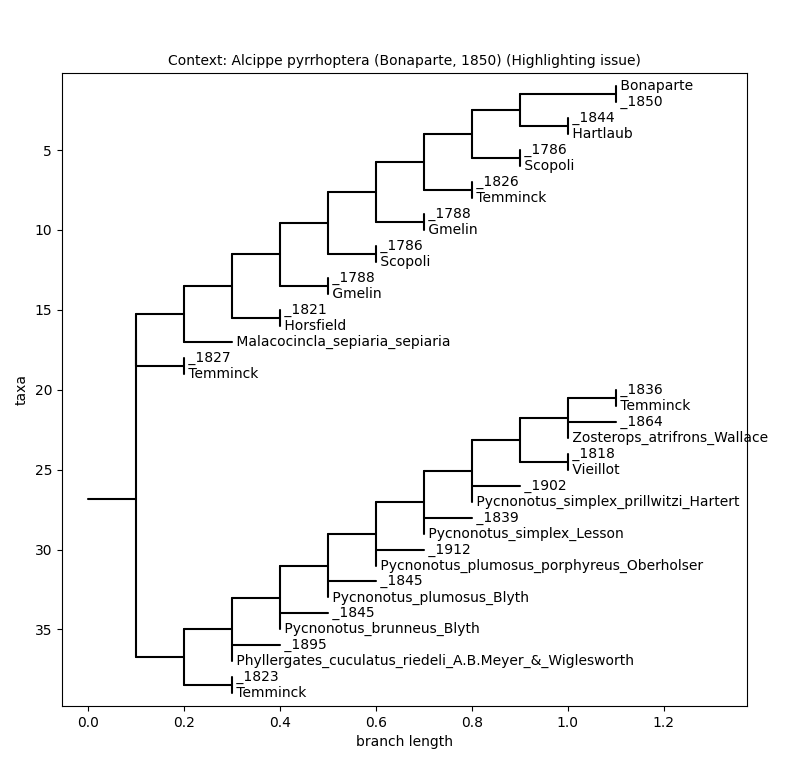 Context: Alcippe pyrrhoptera (Bonaparte, 1850) (Highlighting issue)
Bonaparte
_1850
_1844
Hartlaub
_1786
Scopoli
_1826
Temminck
_1788
Gmelin
_1786
Scopoli
_1788
Gmelin
_1821
Horsfield
Malacocincla_sepiaria_sepiaria
_1827
Temminck
_1836
Temminck
_1864
Zosterops_atrifrons_Wallace
_1818
Vieillot
_1902
Pycnonotus_simplex_prillwitzi_Hartert
_1839
Pycnonotus_simplex_Lesson
_1912
Pycnonotus_plumosus_porphyreus_Oberholser
_1845
Pycnonotus_plumosus_Blyth
_1845
Pycnonotus_brunneus_Blyth
_1895
Phyllergates_cuculatus_riedeli_A.B.Meyer_&_Wiglesworth
_1823
Temminck
5
10
15
20
25
30
35
taxa
0.0 0.2 0.4 0.6 0.8 1.0 1.2
branch length